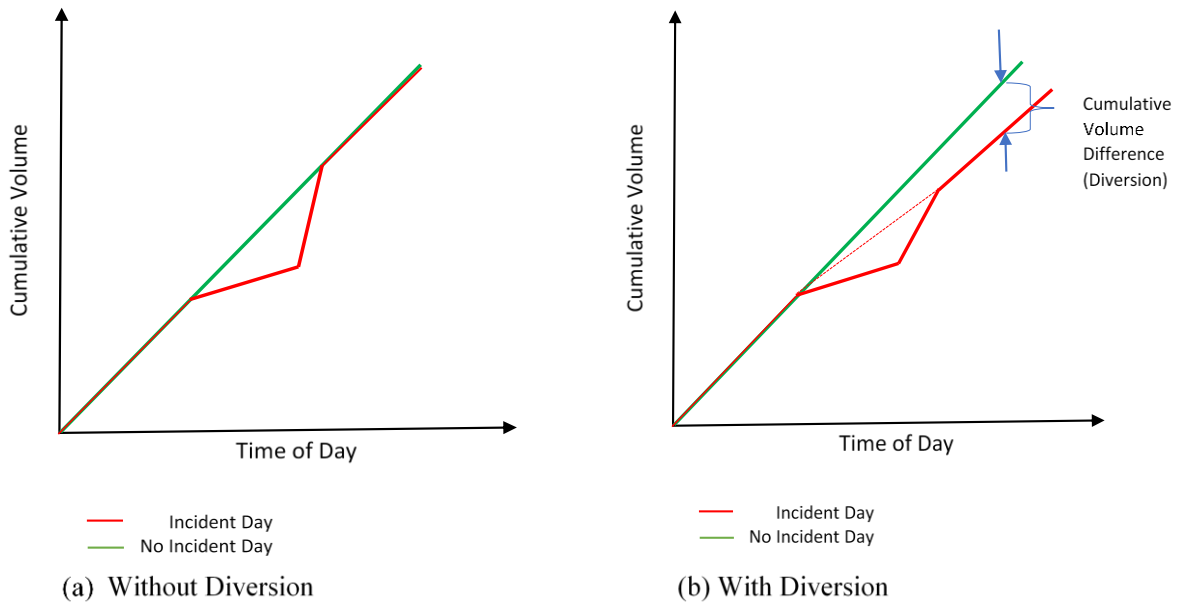 Cumulative Volume
Time of Day
Incident Day
No Incident Day
(a) Without Diversion
Cumulative Volume
Cumulative
Volume
Difference
(Diversion)
Time of Day
Incident Day
No Incident Day
(b) With Diversion